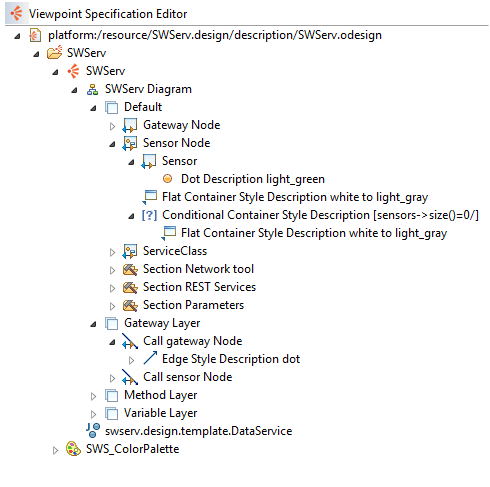 Viewpoint Specification Editor
platform:/resource/SWServ.design/description/SWServ.odesign
SWServ
SWServ
SWServ Diagram
Default
Gateway Node
Sensor Node
Sensor
Dot Description light_green
Flat Container Style Description white to light_gray
[?] Conditional Container Style Description [sensors->size()=0/]
Flat Container Style Description white to light_gray
ServiceClass
Section Network tool
Section REST Services
Section Parameters
Gateway Layer
Call gateway Node
Edge Style Description dot
Call sensor Node
Method Layer
Variable Layer
swserv.design.template.DataService
SWS_ColorPalette